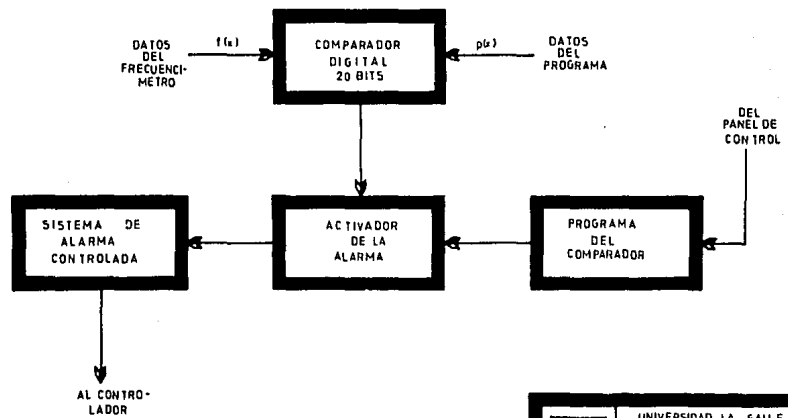 DATOS
DEL
FRECUENCI-
METRO
f(x)
COMPARADOR
DIGITAL
20 BITS
p(x)
DATOS
DEL
PROGRAMA
DEL
PANEL DE
CONTROL
SISTEMA DE
ALARMA
CONTROLADA
ACTIVADOR
DE LA
ALARMA
PROGRAMA
DEL
COMPARADOR
AL CONTRO-
LADOR
UNIVERSIDAD LA SALLE